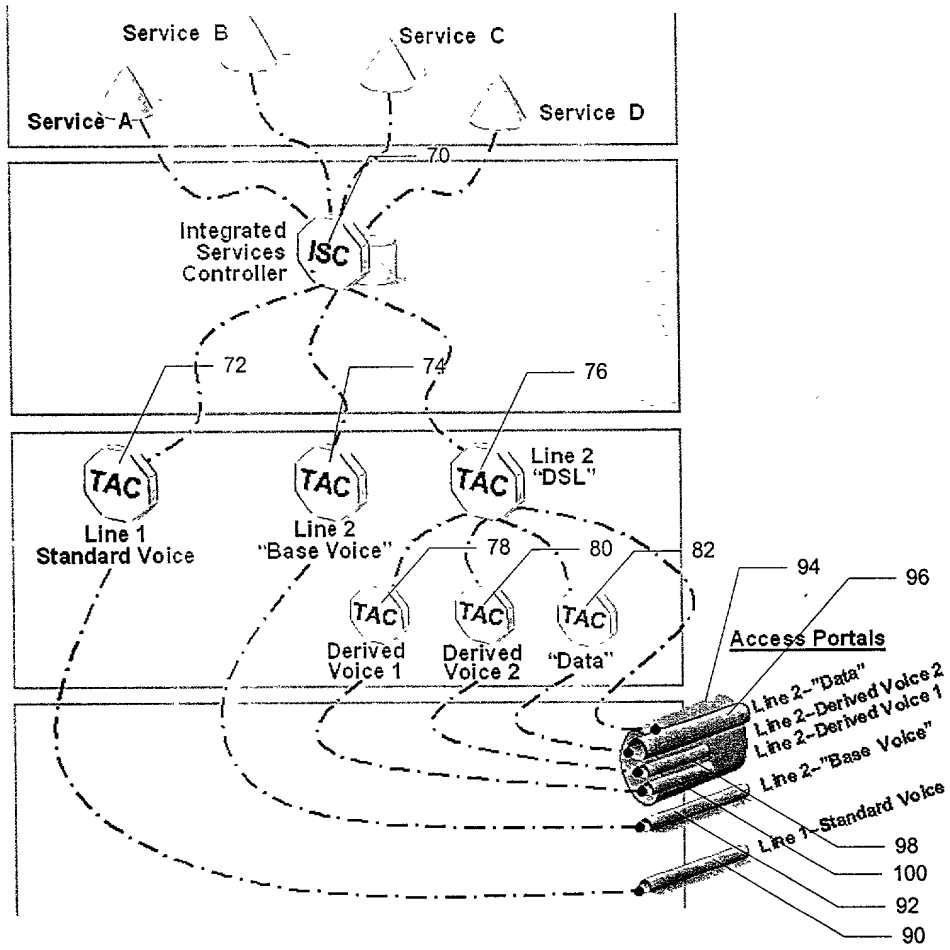 Service B
Service C
Service A
Service D
70
Integrated
Services
Controller
ISC
72
74
76
TAC
TAC
TAC
Line 2
“DSL”
Line 1
Standard Voice
Line 2
“Base Voice”
78
80
82
94
96
TAC
TAC
TAC
Derived
Voice 1
Derived
Voice 2
“Data”
Access Portals
Line 2-"Data"
Line 2-Derived Voice 2
Line 2-Derived Voice 1
Line 2-"Base Voice"
Line 1-Standard Voice
98
100
92
90